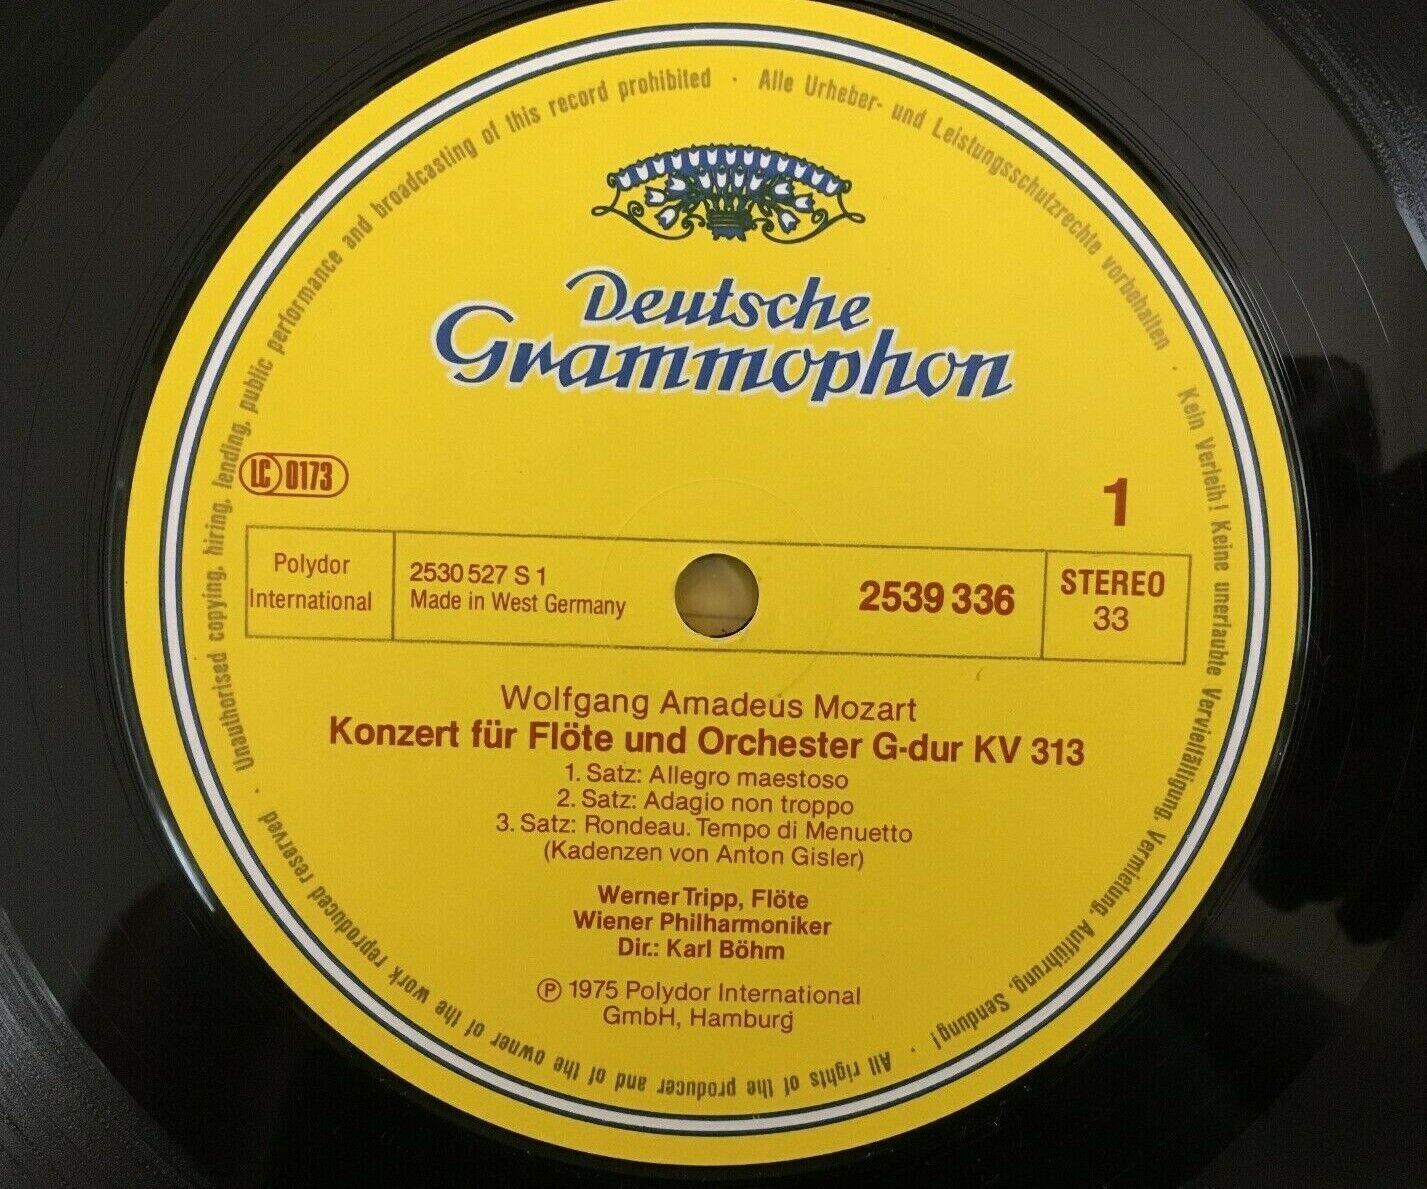 Unauthorised copying, hiring, lending, public performance and broadcasting of this record prohibited · Alle Urheber- und Leistungsschutzrechte vorbehalten
Kein Verleih! Keine unerlaubte Vervielfältigung, Vermietung, Aufführung, Sendung! ·
All rights of the producer and of the owner of the work reproduced reserved ·
Deutsche
Grammophon
LC 0173
1
Polydor
International
2530 527 S 1
Made in West Germany
2539 336
STEREO
33
Wolfgang Amadeus Mozart
Konzert für Flöte und Orchester G-dur KV 313
1. Satz: Allegro maestoso
2. Satz: Adagio non troppo
3. Satz: Rondeau. Tempo di Menuetto
(Kadenzen von Anton Gisler)
Werner Tripp, Flöte
Wiener Philharmoniker
Dir.: Karl Böhm
℗ 1975 Polydor International
GmbH, Hamburg